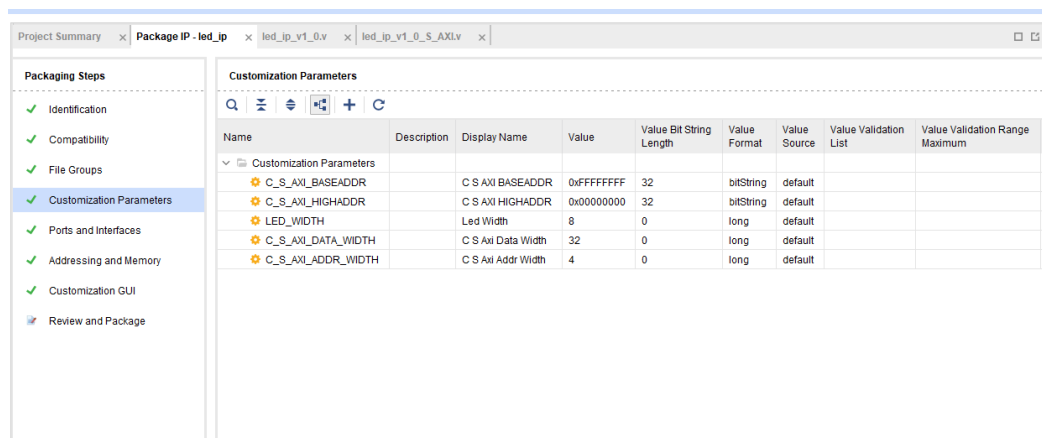 Project Summary × Package IP - led_ip × led_ip_v1_0.v × led_ip_v1_0_S_AXI.v ×
Packaging Steps
Identification
Compatibility
File Groups
Customization Parameters
Ports and Interfaces
Addressing and Memory
Customization GUI
Review and Package
Customization Parameters
Name Description Display Name Value Value Bit String Length Value Format Value Source Value Validation List Value Validation Range Maximum
Customization Parameters
C_S_AXI_BASEADDR C S AXI BASEADDR 0xFFFFFFFF 32 bitString default
C_S_AXI_HIGHADDR C S AXI HIGHADDR 0x00000000 32 bitString default
LED_WIDTH Led Width 8 0 long default
C_S_AXI_DATA_WIDTH C S Axi Data Width 32 0 long default
C_S_AXI_ADDR_WIDTH C S Axi Addr Width 4 0 long default